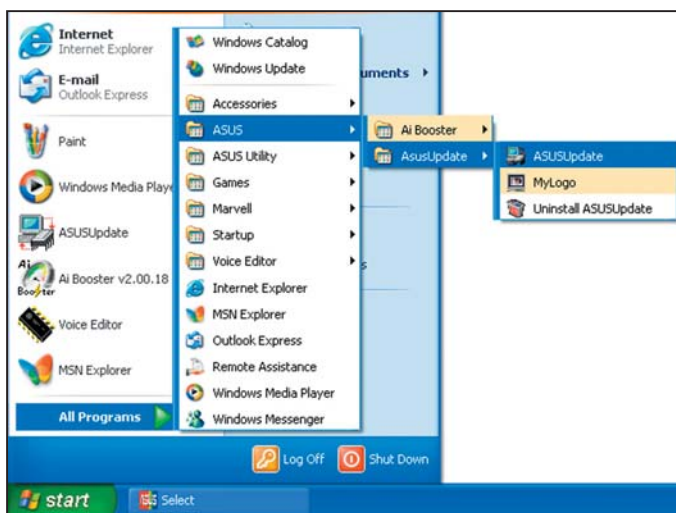 Internet
Internet Explorer
E-mail
Outlook Express
Paint
Windows Media Playe
ASUSUpdate
Ai Booster v2.00.18
Voice Editor
MSN Explorer
All Programs
Windows Catalog
Windows Update
Accessories
ASUS
ASUS Utility
Games
Marvell
Startup
Voice Editor
Internet Explorer
MSN Explorer
Outlook Express
Remote Assistance
Windows Media Player
Windows Messenger
uments
s
Ai Booster
AsusUpdate
ASUSUpdate
MyLogo
Uninstall ASUSUpdate
Log Off
Shut Down
start
Select